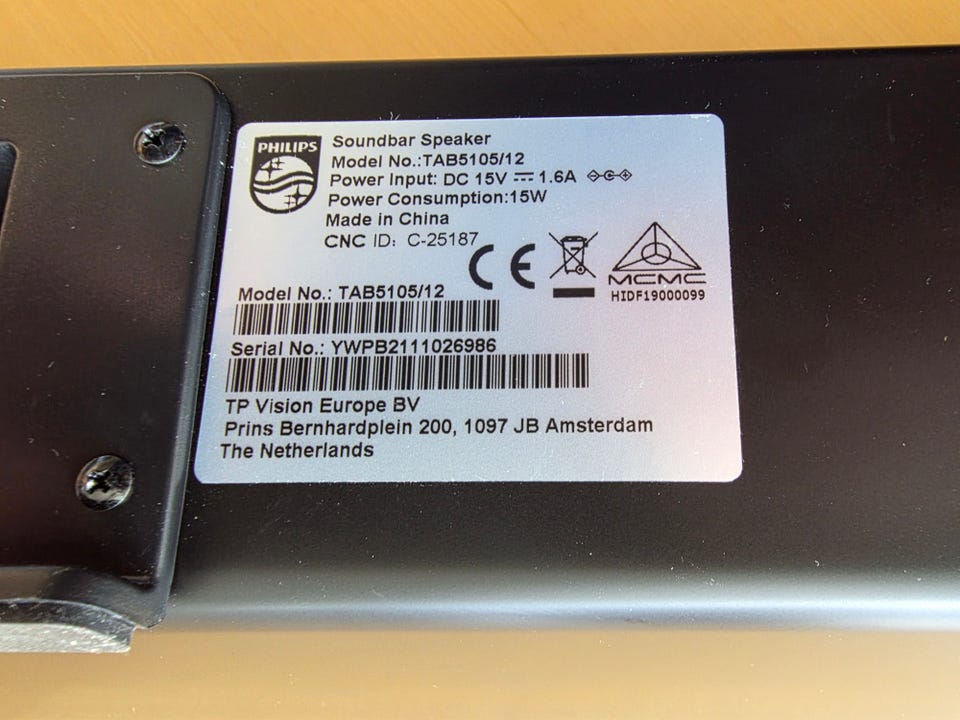 PHILIPS
Soundbar Speaker
Model No.:TAB5105/12
Power Input: DC 15V 1.6A
Power Consumption:15W
Made in China
CNC ID: C-25187
CE
MCMC
HIDF19000099
Model No.: TAB5105/12
Serial No.: YWPB2111026986
TP Vision Europe BV
Prins Bernhardplein 200, 1097 JB Amsterdam
The Netherlands